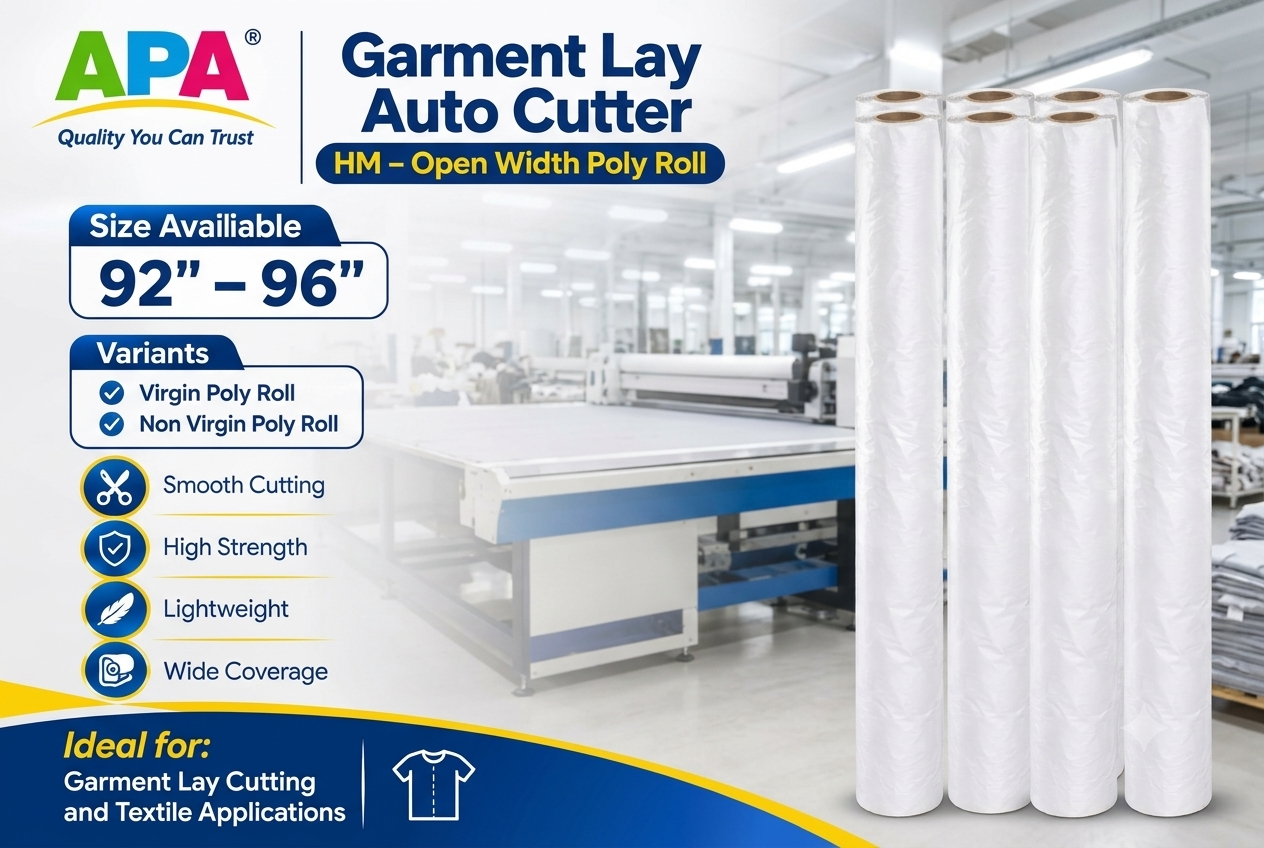 APA®
Quality You Can Trust
Garment Lay
Auto Cutter
HM – Open Width Poly Roll
Size Availiable
92” – 96”
Variants
Virgin Poly Roll
Non Virgin Poly Roll
Smooth Cutting
High Strength
Lightweight
Wide Coverage
Ideal for:
Garment Lay Cutting
and Textile Applications